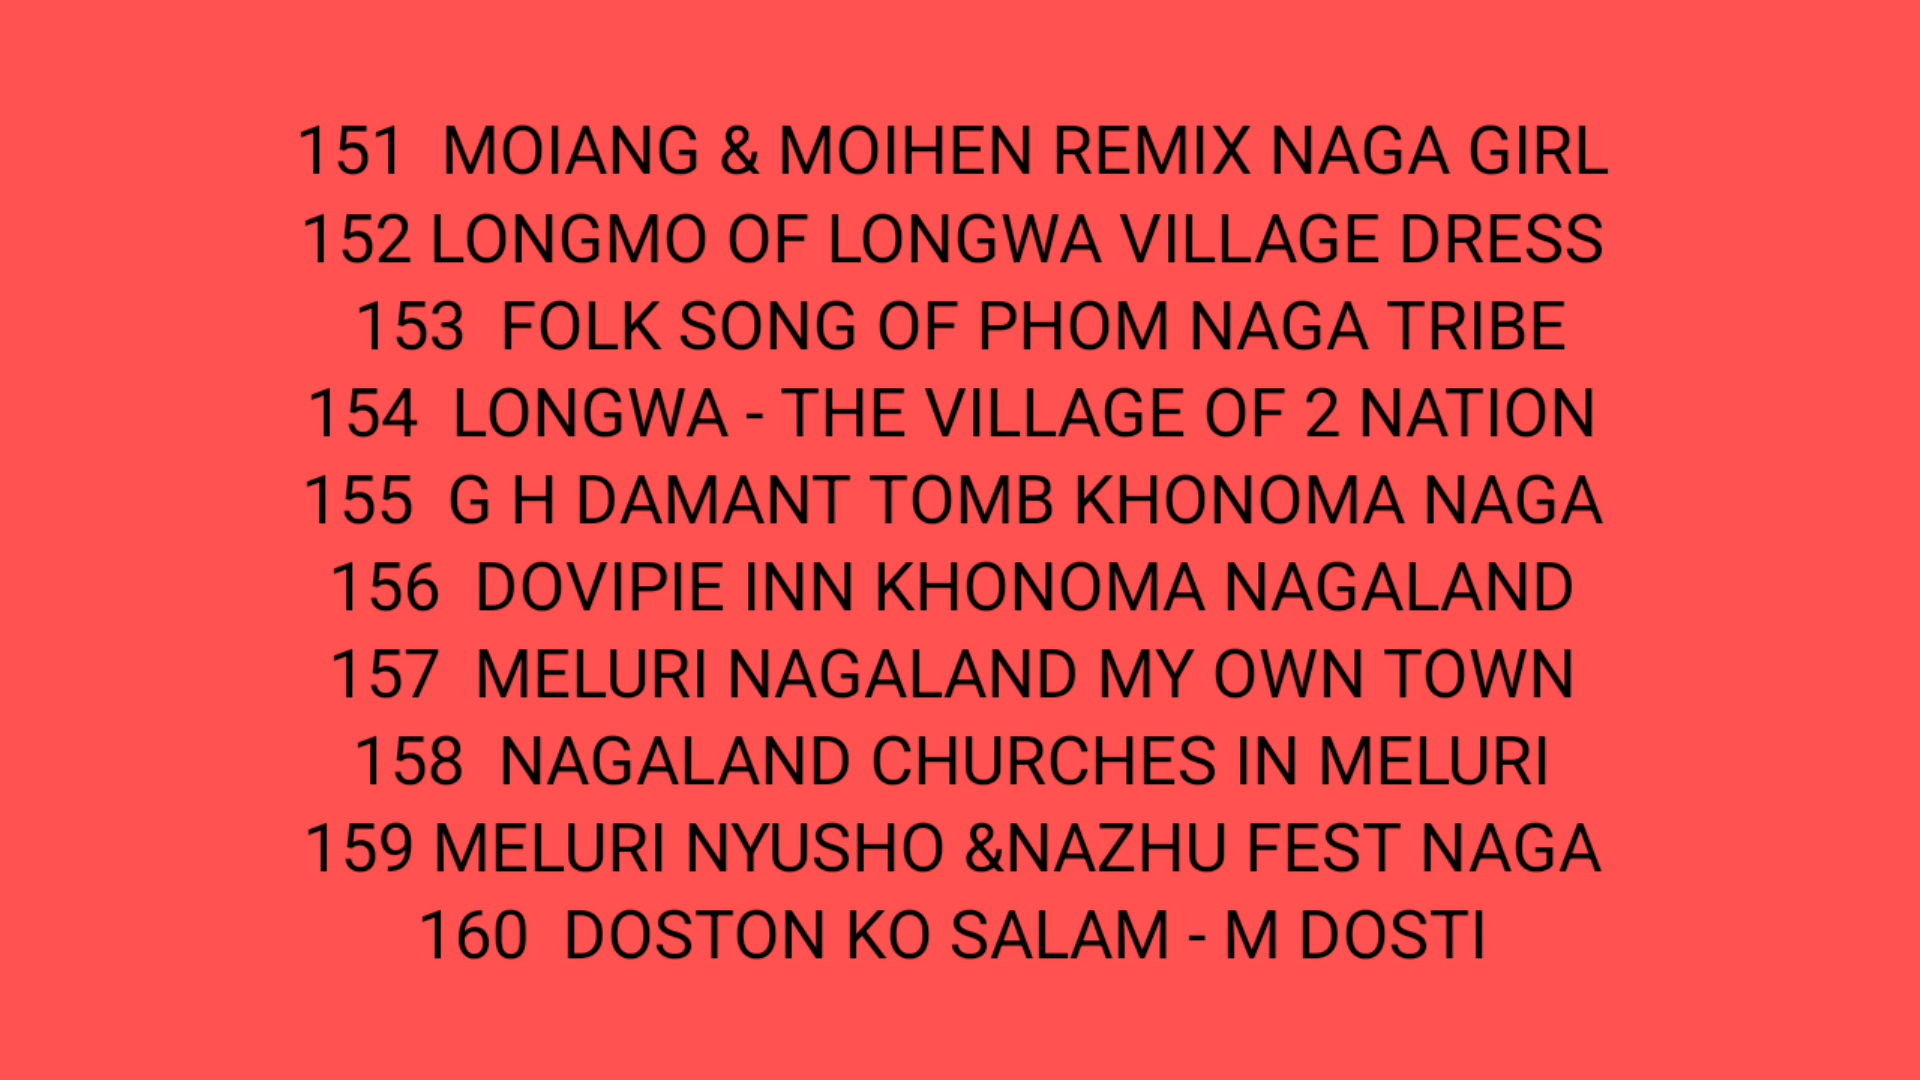 151  MOIANG & MOIHEN REMIX NAGA GIRL
152 LONGMO OF LONGWA VILLAGE DRESS
153  FOLK SONG OF PHOM NAGA TRIBE
154  LONGWA - THE VILLAGE OF 2 NATION
155  G H DAMANT TOMB KHONOMA NAGA
156  DOVIPIE INN KHONOMA NAGALAND
157  MELURI NAGALAND MY OWN TOWN
158  NAGALAND CHURCHES IN MELURI
159 MELURI NYUSHO &NAZHU FEST NAGA
160  DOSTON KO SALAM - M DOSTI